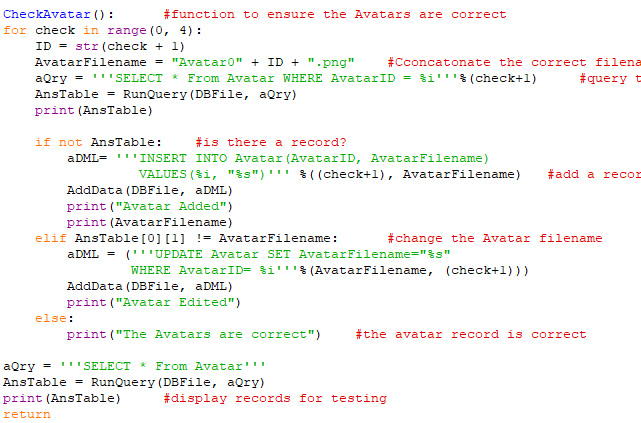 CheckAvatar():      #function to ensure the Avatars are correct
for check in range(0, 4):
    ID = str(check + 1)
    AvatarFilename = "Avatar0" + ID + ".png"    #Cconcatonate the correct filena
    aQry = '''SELECT * From Avatar WHERE AvatarID = %i'''%(check+1)     #query t
    AnsTable = RunQuery(DBFile, aQry)
    print(AnsTable)

    if not AnsTable:    #is there a record?
        aDML= '''INSERT INTO Avatar(AvatarID, AvatarFilename)
                 VALUES(%i, "%s")''' %((check+1), AvatarFilename)   #add a recor
        AddData(DBFile, aDML)
        print("Avatar Added")
        print(AvatarFilename)
    elif AnsTable[0][1] != AvatarFilename:      #change the Avatar filename
        aDML = ('''UPDATE Avatar SET AvatarFilename="%s"
                WHERE AvatarID= %i'''%(AvatarFilename, (check+1)))
        AddData(DBFile, aDML)
        print("Avatar Edited")
    else:
        print("The Avatars are correct")    #the avatar record is correct

aQry = '''SELECT * From Avatar'''
AnsTable = RunQuery(DBFile, aQry)
print(AnsTable)     #display records for testing
return